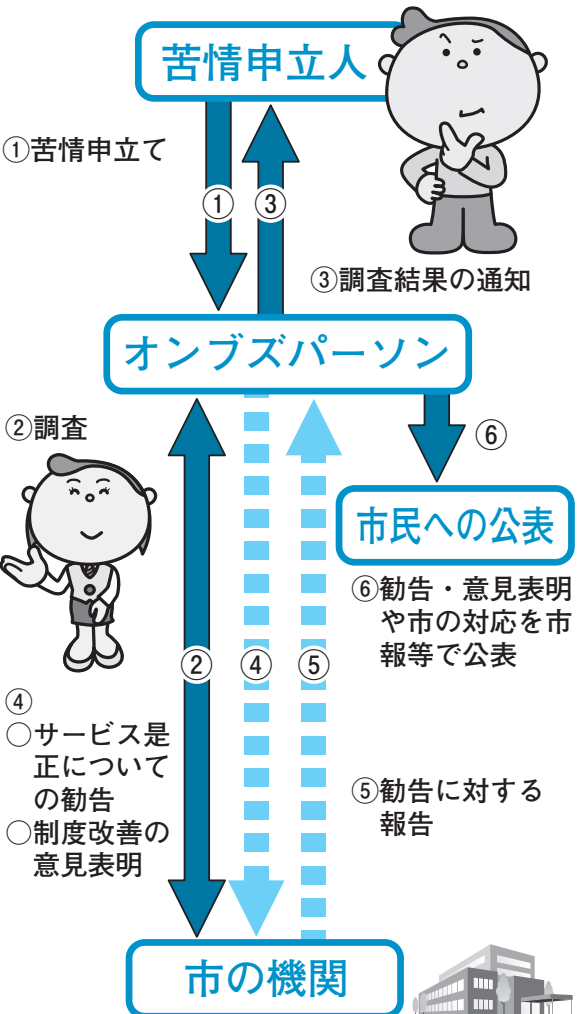 苦情申立人
①苦情申立て
①
③
③調査結果の通知
オンブズパーソン
②調査
⑥
市民への公表
⑥勧告・意見表明
や市の対応を市
報等で公表
②
④
⑤
④
○サービス是
正について
の勧告
○制度改善の
意見表明
⑤勧告に対する
報告
市の機関